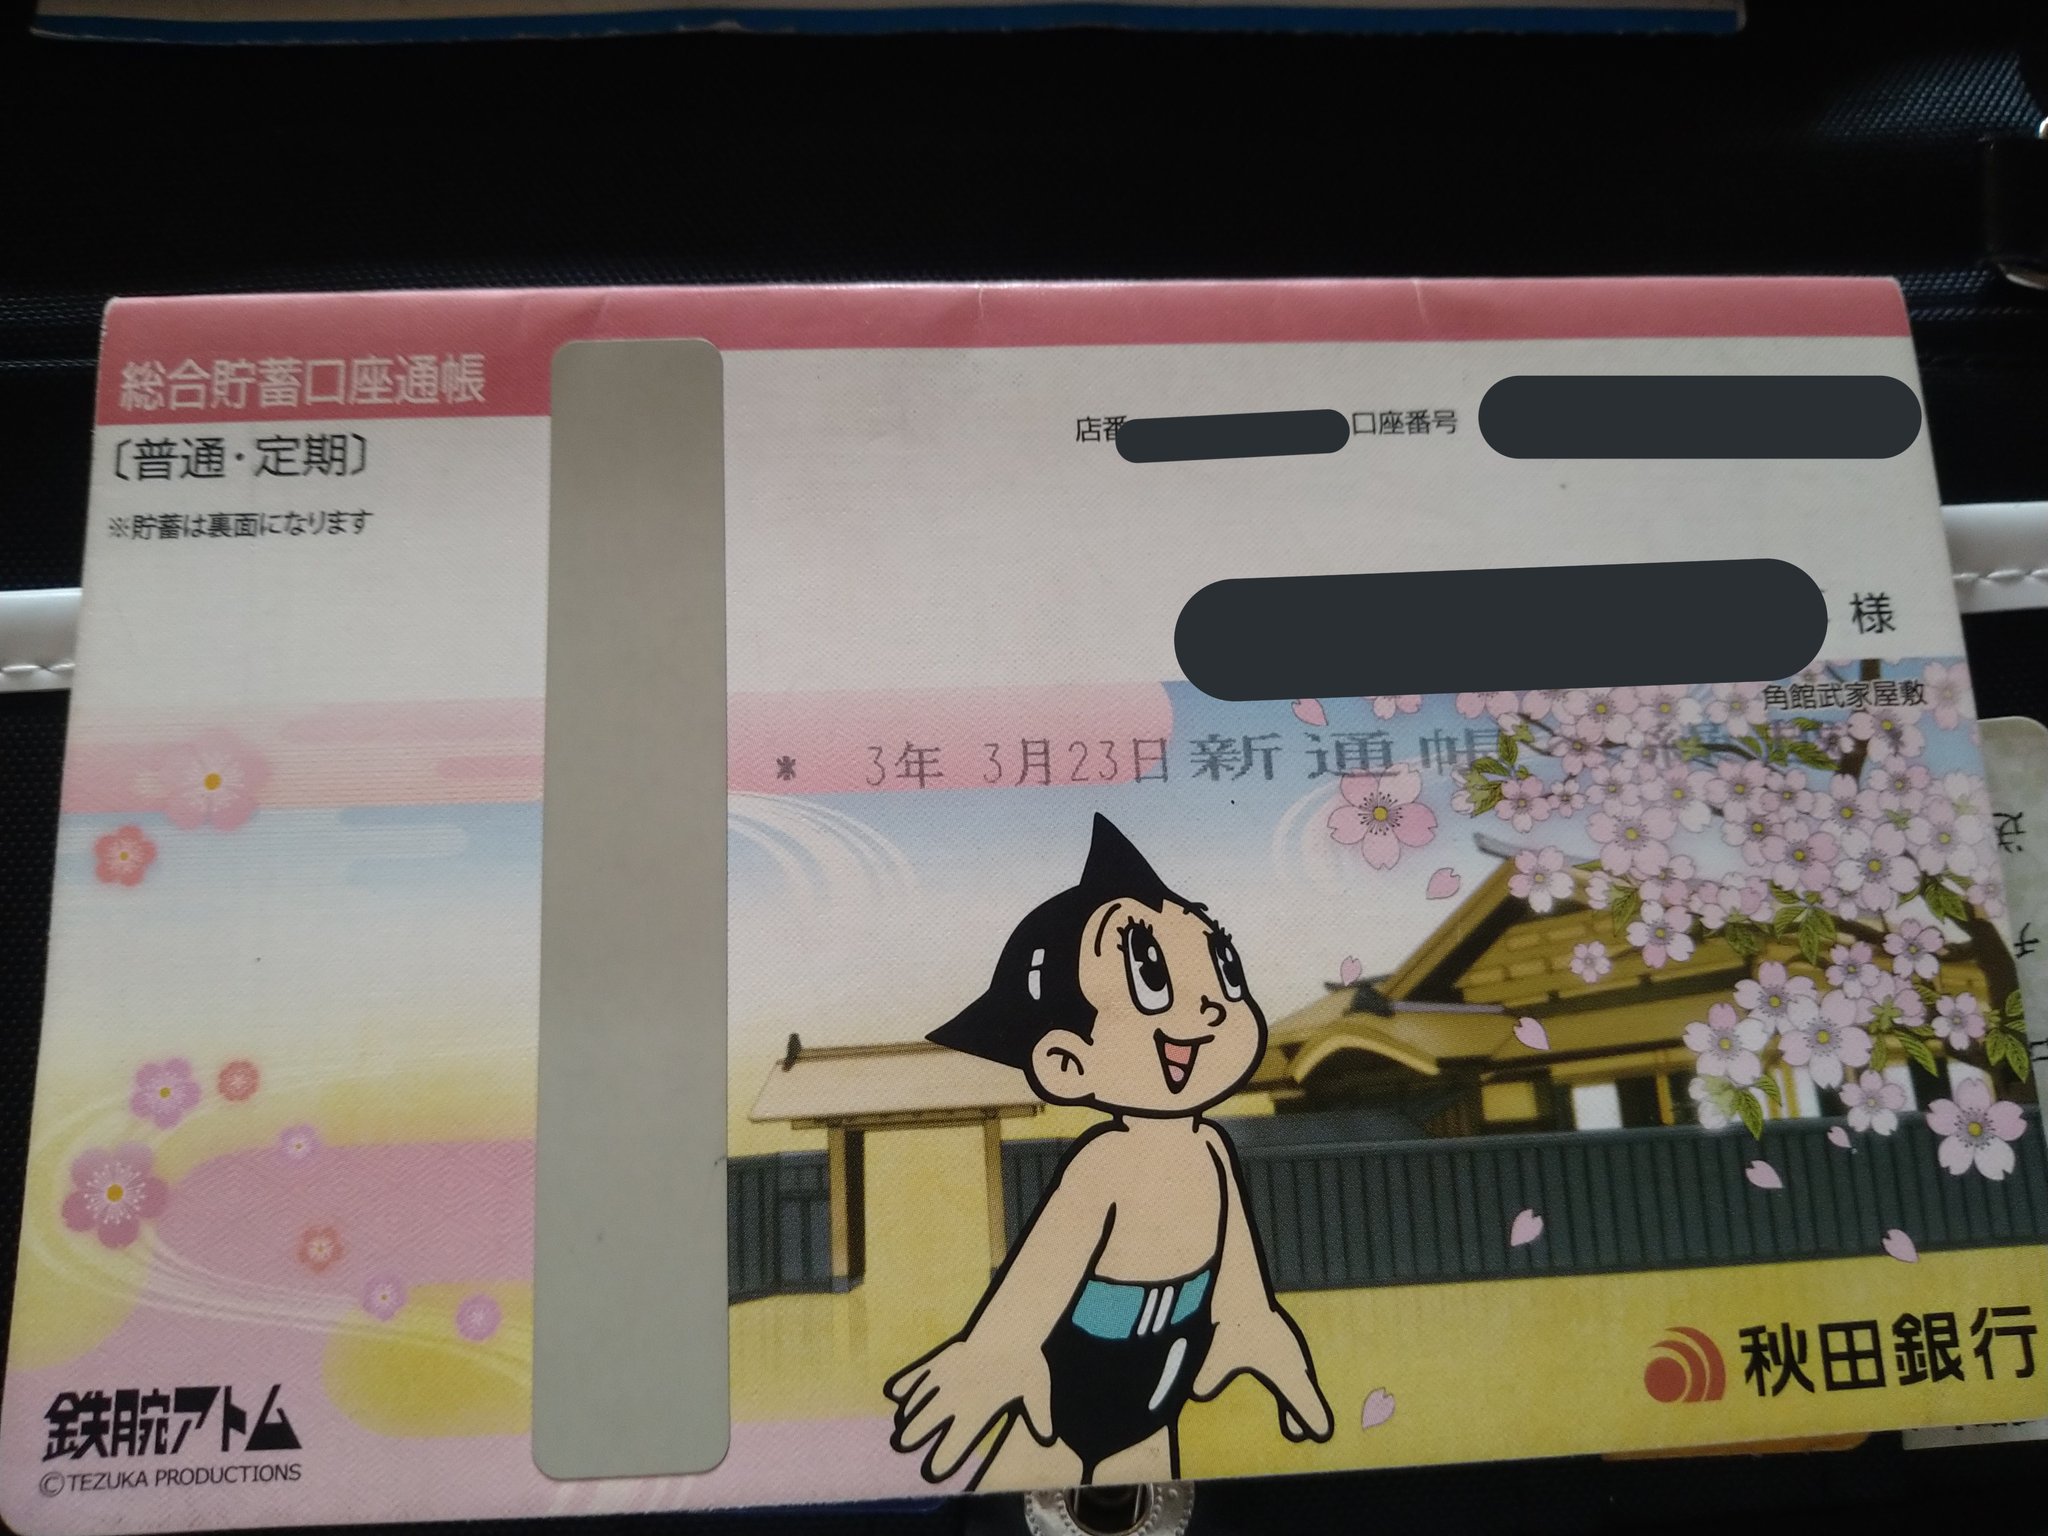 総合貯蓄口座通帳
〔普通・定期〕
※貯蓄は裏面になります
店番 口座番号
様
角館武家屋敷
* 3年 3月23日新通帳
秋田銀行
鉄腕アトム
©TEZUKA PRODUCTIONS